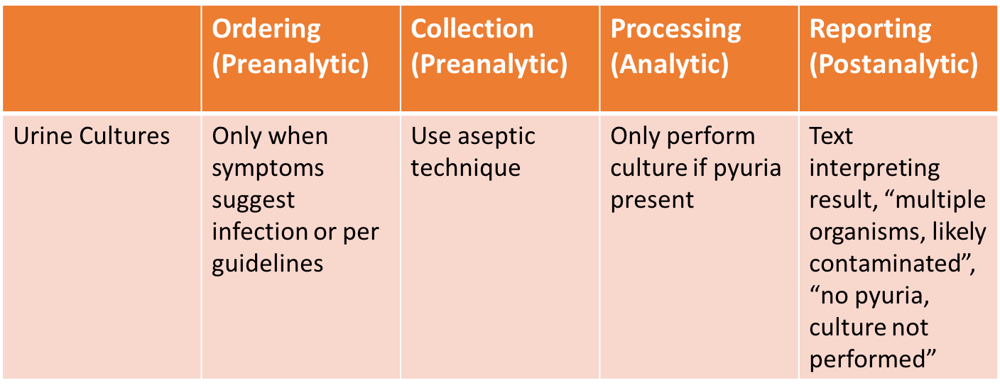 Ordering
(Preanalytic)
Collection
(Preanalytic)
Processing
(Analytic)
Reporting
(Postanalytic)
Urine Cultures
Only when
symptoms
suggest
infection or per
guidelines
Use aseptic
technique
Only perform
culture if pyuria
present
Text
interpreting
result, “multiple
organisms, likely
contaminated”,
“no pyuria,
culture not
performed”